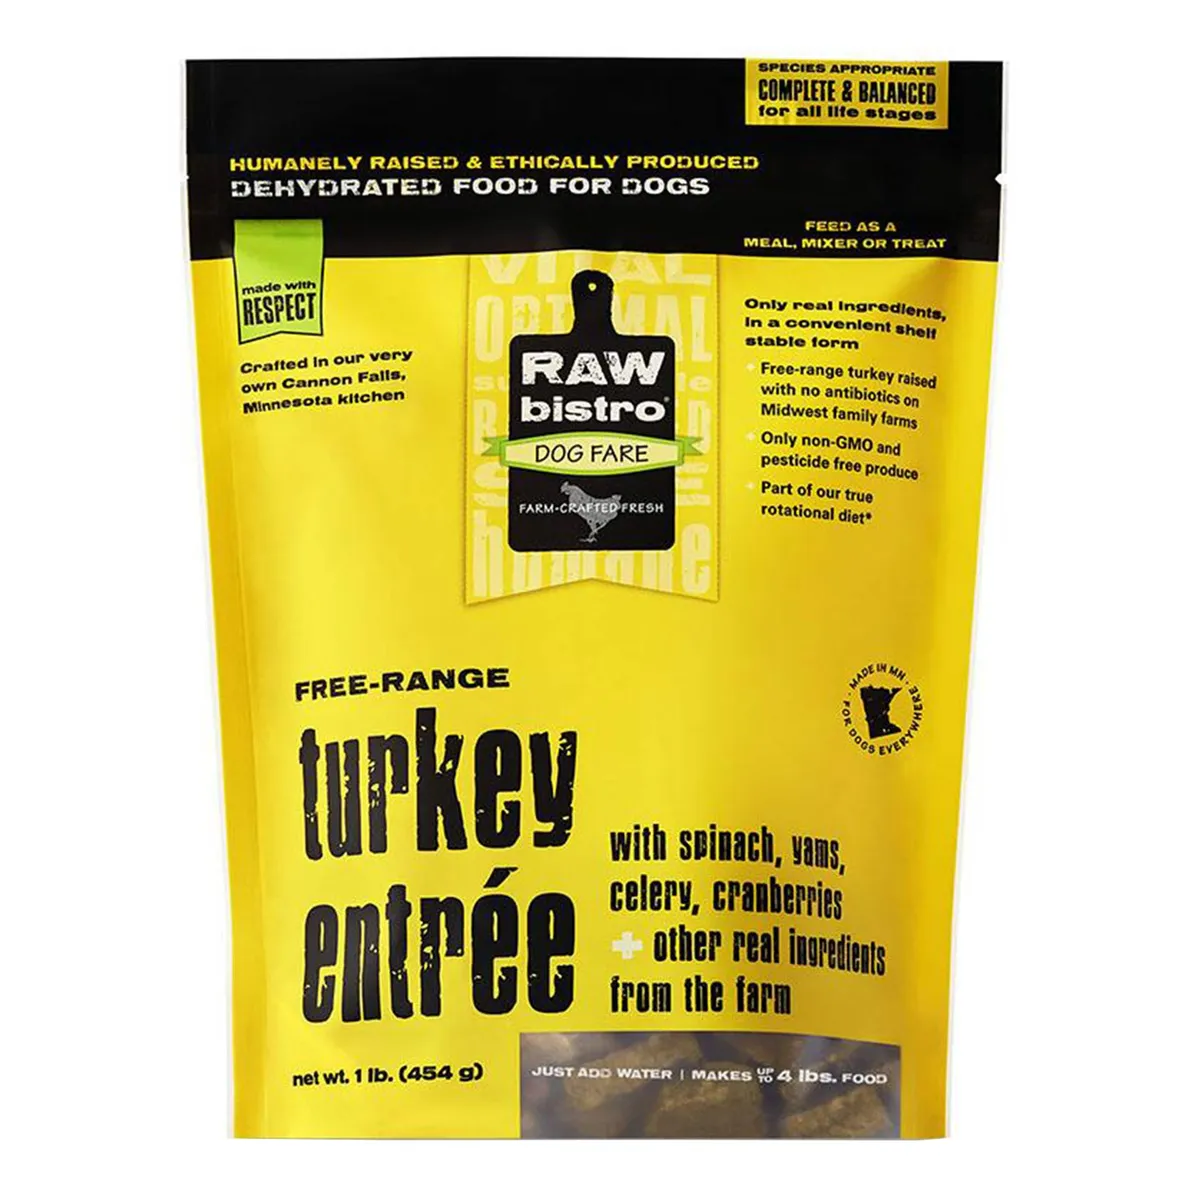 SPECIES APPROPRIATE
COMPLETE & BALANCED
for all life stages
HUMANELY RAISED & ETHICALLY PRODUCED
DEHYDRATED FOOD FOR DOGS
FEED AS A
MEAL, MIXER OR TREAT
made with
RESPECT
Crafted in our very
own Cannon Falls,
Minnesota kitchen
VITAL
OPTIMAL
RAW
bistro®
DOG FARE
FARM-CRAFTED FRESH
humane
Only real ingredients,
in a convenient shelf
stable form
Free-range turkey raised
with no antibiotics on
Midwest family farms
Only non-GMO and
pesticide free produce
Part of our true
rotational diet*
MADE IN MN · FOR DOGS EVERYWHERE ·
FREE-RANGE
turkey
entrée
with spinach, yams,
celery, cranberries
+ other real ingredients
from the farm
net wt. 1 lb. (454 g)
JUST ADD WATER | MAKES UP TO 4 lbs. FOOD